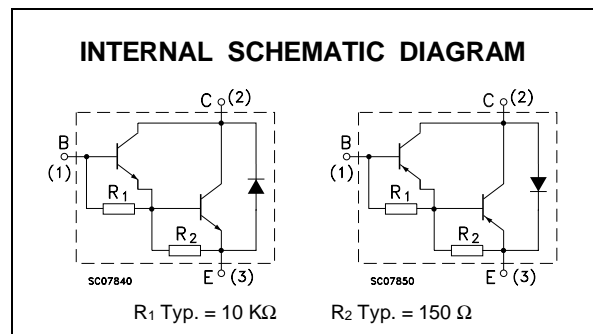 INTERNAL SCHEMATIC DIAGRAM
C (2)
B
(1)
R1
R2
E (3)
SC07840
C (2)
B
(1)
R1
R2
E (3)
SC07850
R1 Typ. = 10 KΩ R2 Typ. = 150 Ω